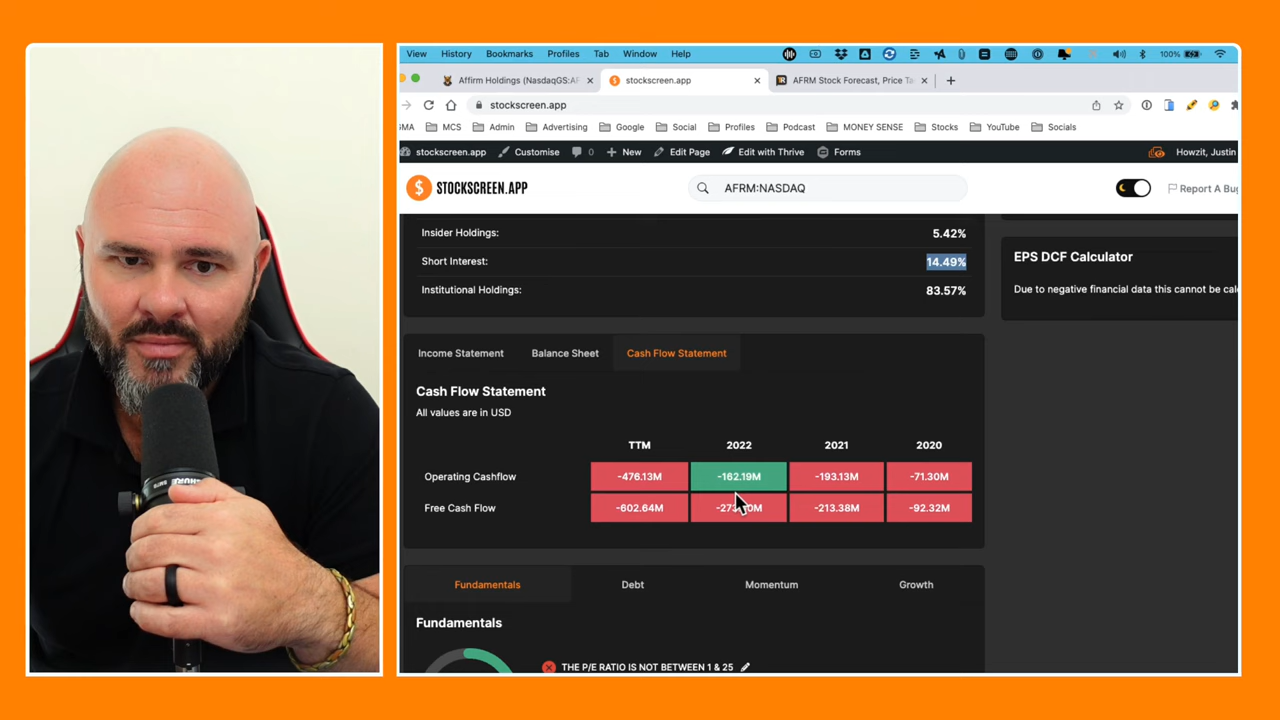 View History Bookmarks Profiles Tab Window Help 100%
Affirm Holdings (NasdaqGS:AF stockscreen.app AFRM Stock Forecast, Price Ta
stockscreen.app
MCS Admin Advertising Google Social Profiles Podcast MONEY SENSE Stocks YouTube Socials
stockscreen.app Customise 0 New Edit Page Edit with Thrive Forms Howzit, Justin
$ STOCKSCREEN.APP AFRM:NASDAQ Report A Bug
Insider Holdings: 5.42%
Short Interest: 14.49%
Institutional Holdings: 83.57%
EPS DCF Calculator
Due to negative financial data this cannot be cal
Income Statement Balance Sheet Cash Flow Statement
Cash Flow Statement
All values are in USD
TTM 2022 2021 2020
Operating Cashflow -476.13M -162.19M -193.13M -71.30M
Free Cash Flow -602.64M -213.38M -92.32M
Fundamentals Debt Momentum Growth
Fundamentals
THE P/E RATIO IS NOT BETWEEN 1 & 25
SHURE SM7B